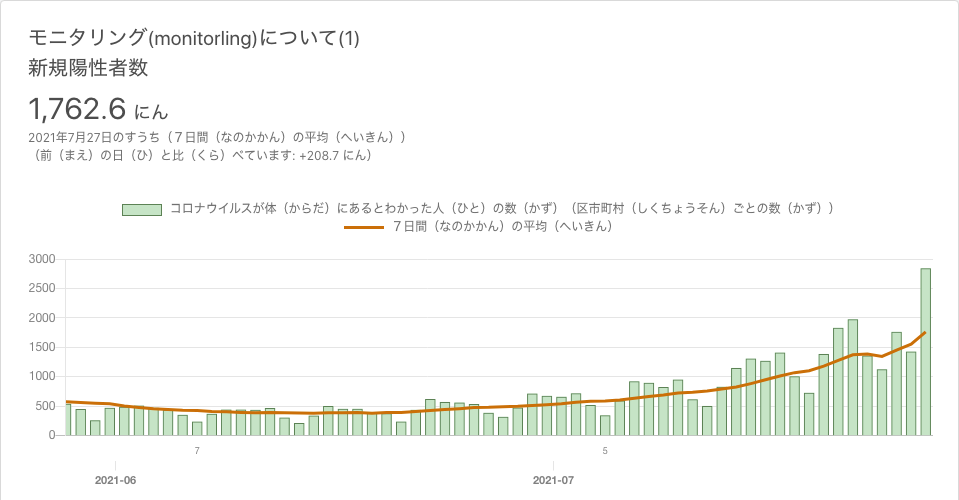 モニタリング(monitorling)について(1)
新規陽性者数
1,762.6 にん
2021年7月27日のすうち（７日間（なのかかん）の平均（へいきん））
（前（まえ）の日（ひ）と比（くら）べています: +208.7 にん）
コロナウイルスが体（からだ）にあるとわかった人（ひと）の数（かず）（区市町村（しくちょうそん）ごとの数（かず））
７日間（なのかかん）の平均（へいきん）
3000
2500
2000
1500
1000
500
0
7
5
2021-06
2021-07